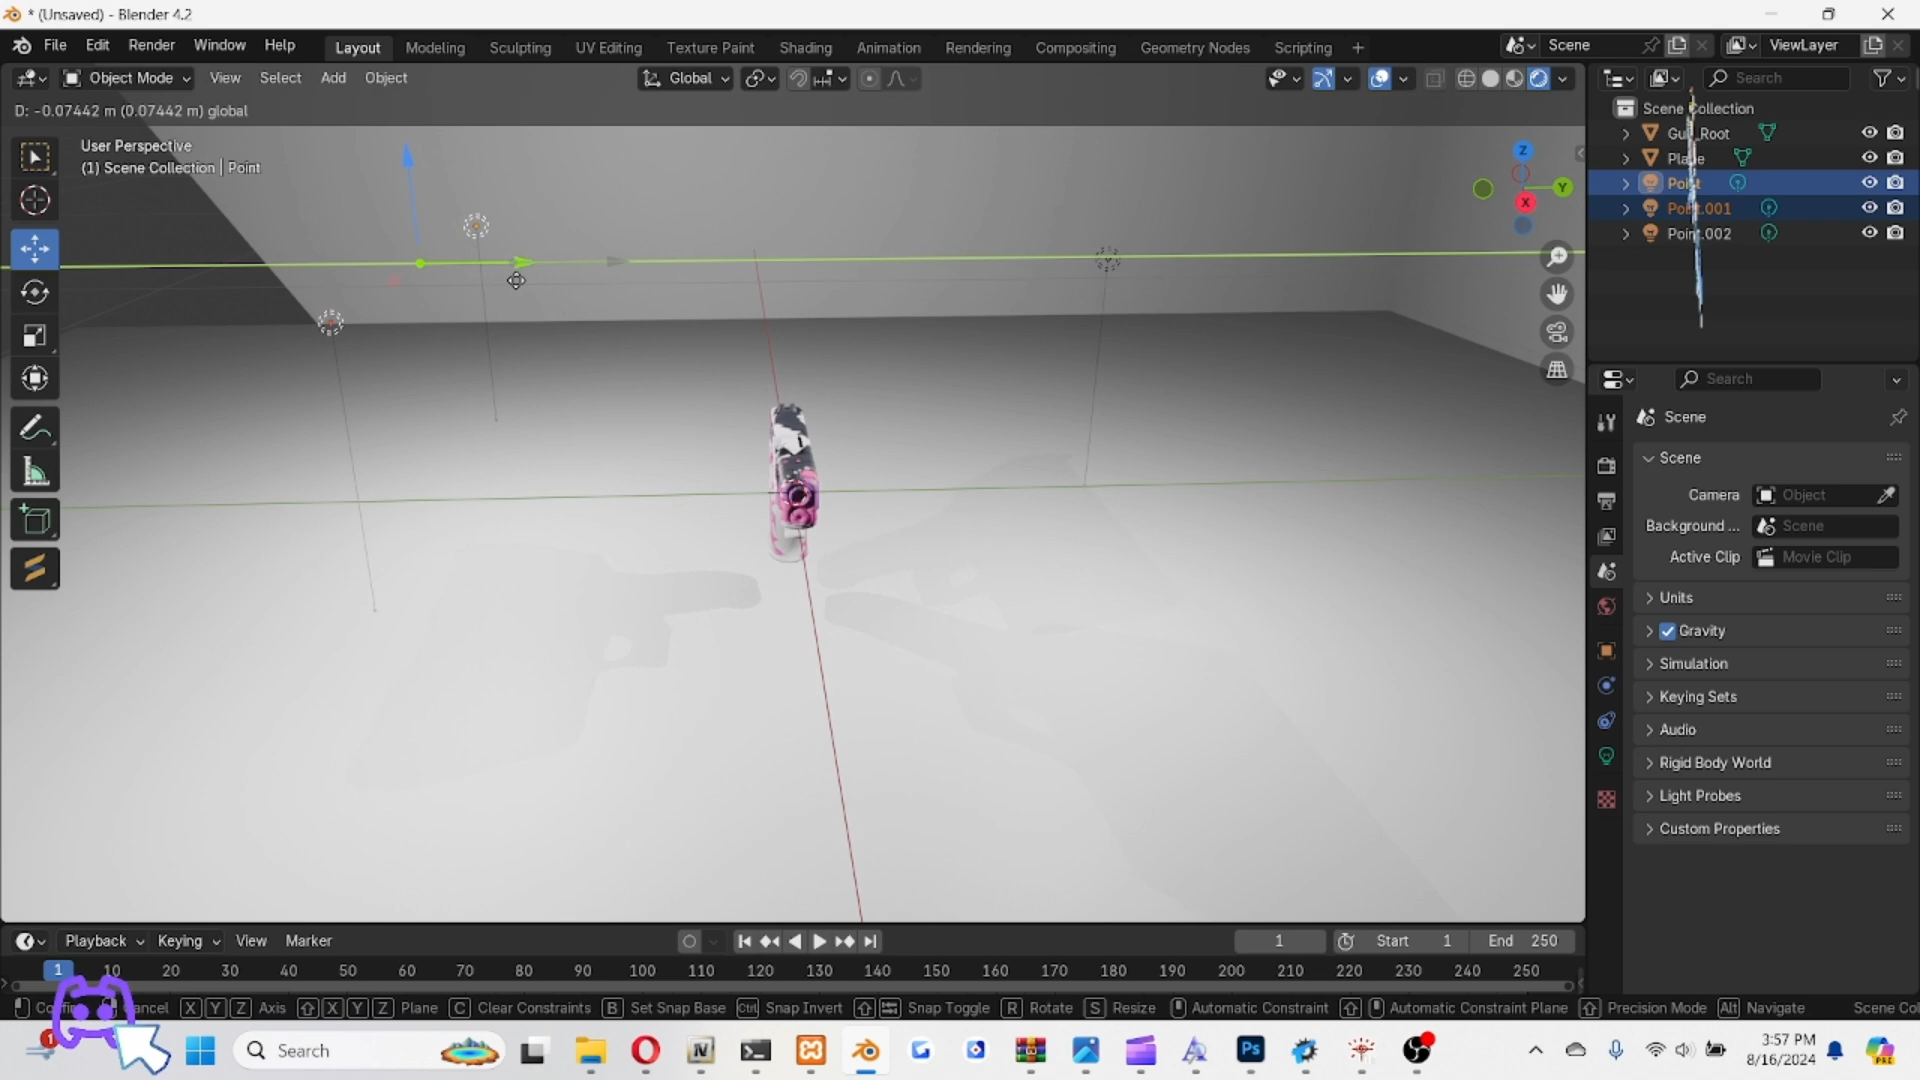 * (Unsaved) - Blender 4.2
File Edit Render Window Help Layout Modeling Sculpting UV Editing Texture Paint Shading Animation Rendering Compositing Geometry Nodes Scripting + Scene ViewLayer
Object Mode View Select Add Object Global Search
D: -0.07442 m (0.07442 m) global
User Perspective
(1) Scene Collection | Point
Z
Y
X
Scene Collection
Plane
Point
Point.001
Point.002
Search
Scene
Scene
Camera Object
Background ... Scene
Active Clip Movie Clip
Units
Gravity
Simulation
Keying Sets
Audio
Rigid Body World
Light Probes
Custom Properties
Playback Keying View Marker 1 Start 1 End 250
1 10 20 30 40 50 60 70 80 90 100 110 120 130 140 150 160 170 180 190 200 210 220 230 240 250
Cancel X Y Z Axis X Y Z Plane C Clear Constraints B Set Snap Base Ctrl Snap Invert Snap Toggle R Rotate S Resize Automatic Constraint Automatic Constraint Plane Precision Mode Alt Navigate Scene Co
1 Search Ps PRE
3:57 PM
8/16/2024